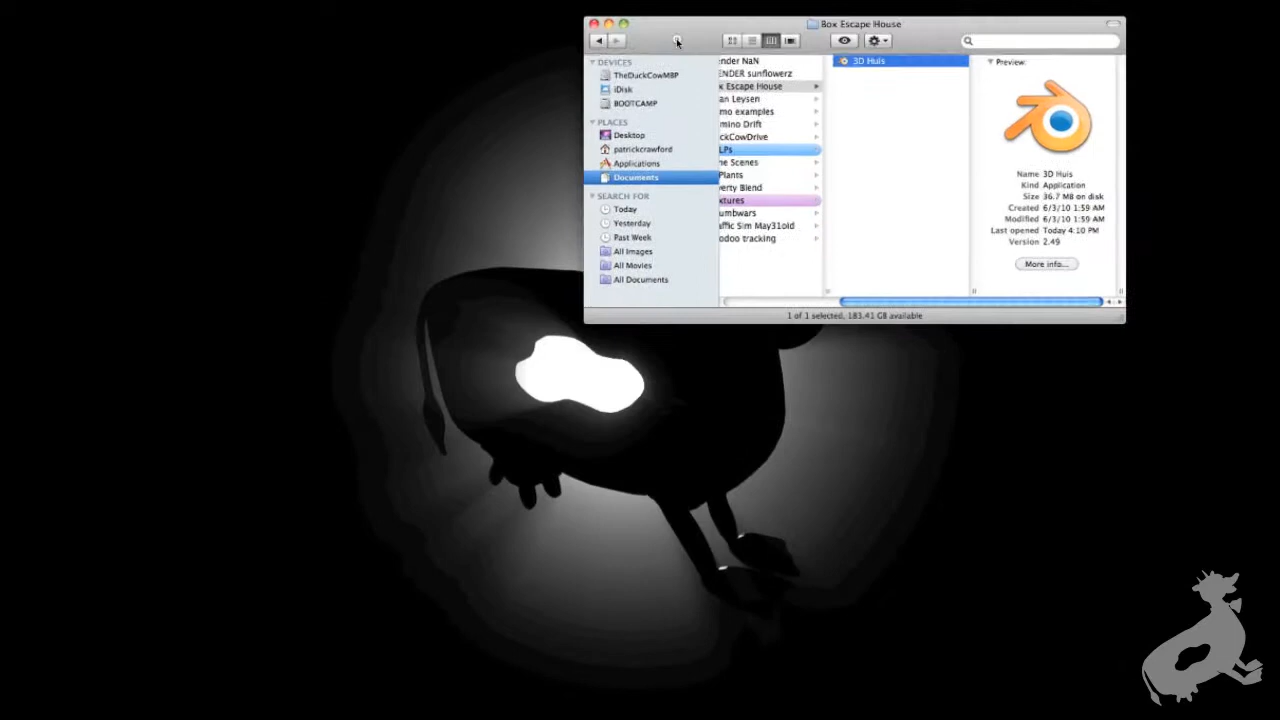 Box Escape House
DEVICES
TheDuckCowMBP
iDisk
BOOTCAMP
PLACES
Desktop
patrickcrawford
Applications
Documents
SEARCH FOR
Today
Yesterday
Past Week
All Images
All Movies
All Documents
ender NaN
ENDER sunflowerz
x Escape House
an Leysen
mo examples
mino Drift
ckCowDrive
LPs
ne Scenes
Plants
verty Blend
xtures
umbwars
affic Sim May31old
odoo tracking
3D Huis
Preview:
Name 3D Huis
Kind Application
Size 36.7 MB on disk
Created 6/3/10 1:59 AM
Modified 6/3/10 1:59 AM
Last opened Today 4:10 PM
Version 2.49
More info...
1 of 1 selected, 183.41 GB available